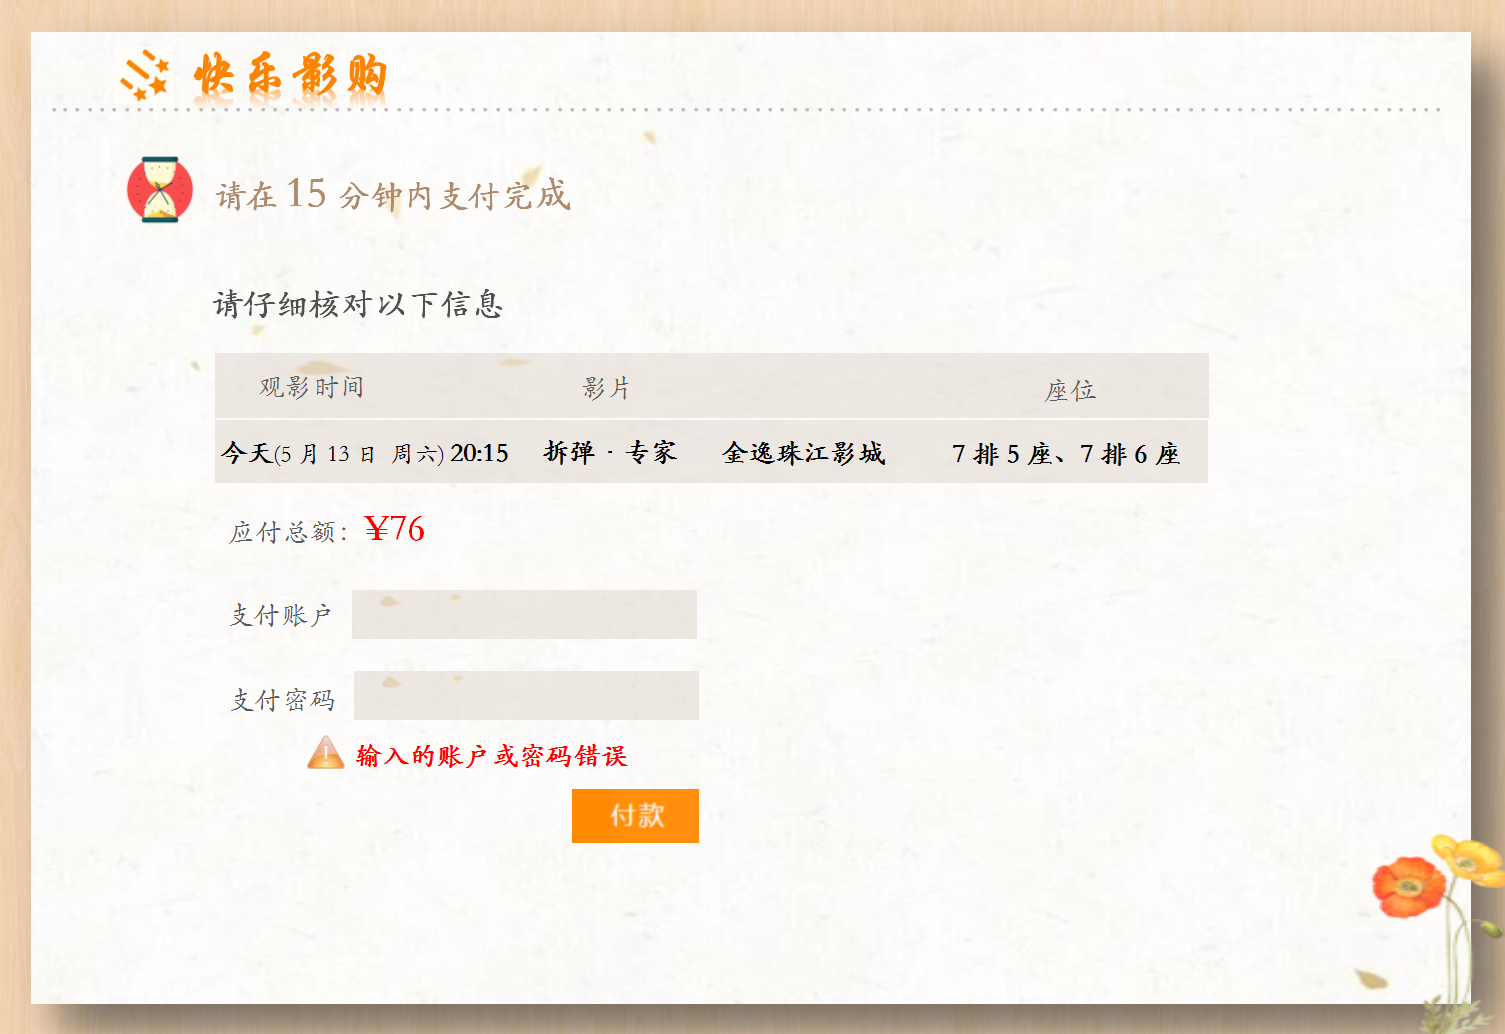 快乐影购
请在 15 分钟内支付完成
请仔细核对以下信息
观影时间 影片 座位
今天(5 月 13 日 周六) 20:15 拆弹 · 专家 金逸珠江影城 7 排 5 座、7 排 6 座
应付总额: ¥76
支付账户
支付密码
输入的账户或密码错误
付款